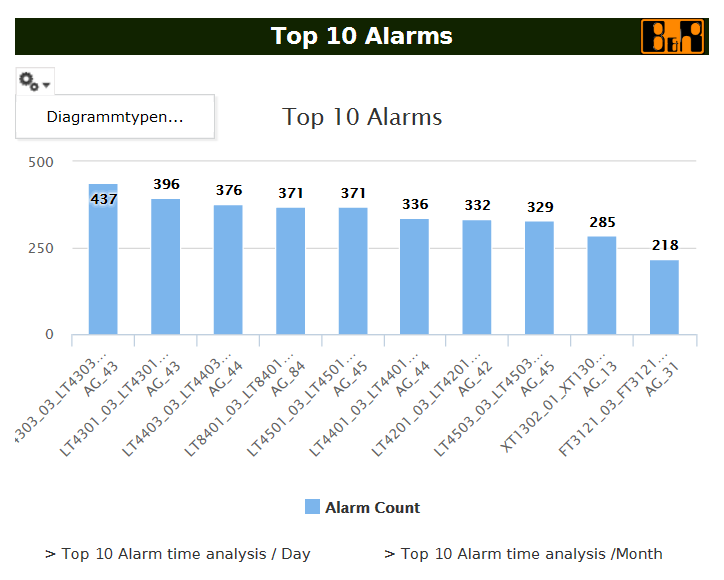 Top 10 Alarms
B&R
Diagrammtypen...
Top 10 Alarms
500
250
0
437
396
376
371
371
336
332
329
285
218
4303_03_LT4303...
AG_43
LT4301_03_LT4301...
AG_43
LT4403_03_LT4403...
AG_44
LT8401_03_LT8401...
AG_84
LT4501_03_LT4501...
AG_45
LT4401_03_LT4401...
AG_44
LT4201_03_LT4201...
AG_42
LT4503_03_LT4503...
AG_45
XT1302_01_XT130...
AG_13
FT3121_03_FT3121...
AG_31
Alarm Count
> Top 10 Alarm time analysis / Day
> Top 10 Alarm time analysis /Month